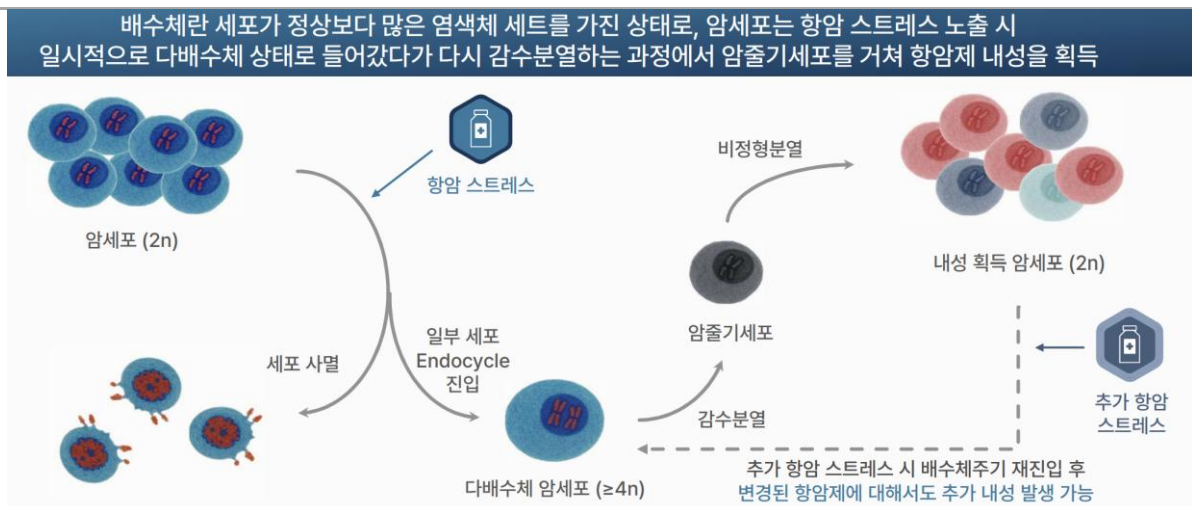 배수체란 세포가 정상보다 많은 염색체 세트를 가진 상태로, 암세포는 항암 스트레스 노출 시
일시적으로 다배수체 상태로 들어갔다가 다시 감수분열하는 과정에서 암줄기세포를 거쳐 항암제 내성을 획득
항암 스트레스
암세포 (2n)
비정형분열
내성 획득 암세포 (2n)
암줄기세포
일부 세포
Endocycle
진입
세포 사멸
감수분열
다배수체 암세포 (≥4n)
추가 항암
스트레스
추가 항암 스트레스 시 배수체주기 재진입 후
변경된 항암제에 대해서도 추가 내성 발생 가능